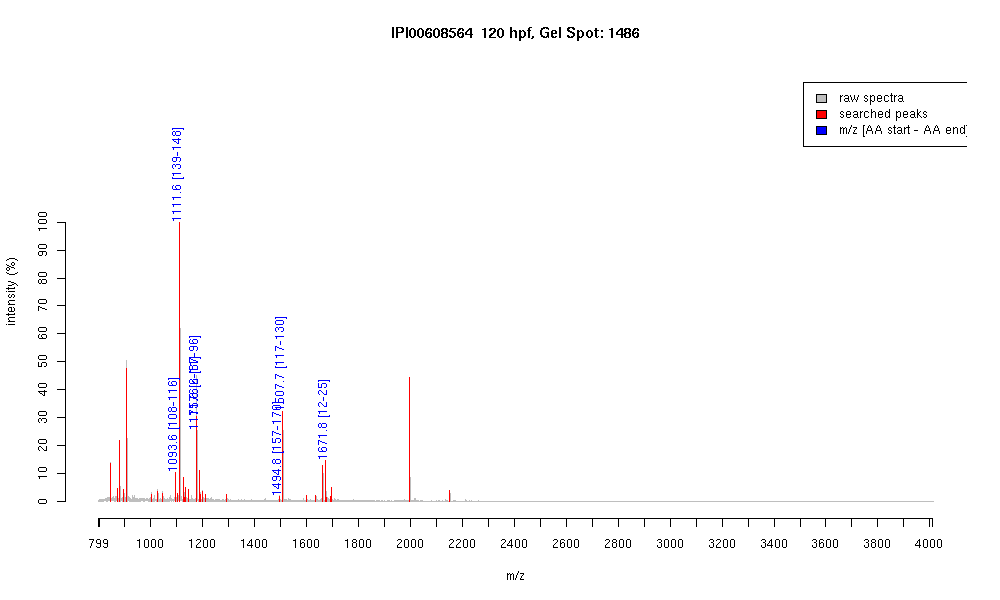 IPI00608564 120 hpf, Gel Spot: 1486
raw spectra
searched peaks
m/z [AA start - AA end]
intensity (%)
100
90
80
70
60
50
40
30
20
10
0
1093.6 [108-116]
1111.6 [139-148]
1494.8 [157-170]
1507.7 [117-130]
1671.8 [12-25]
799 1000 1200 1400 1600 1800 2000 2200 2400 2600 2800 3000 3200 3400 3600 3800 4000
m/z